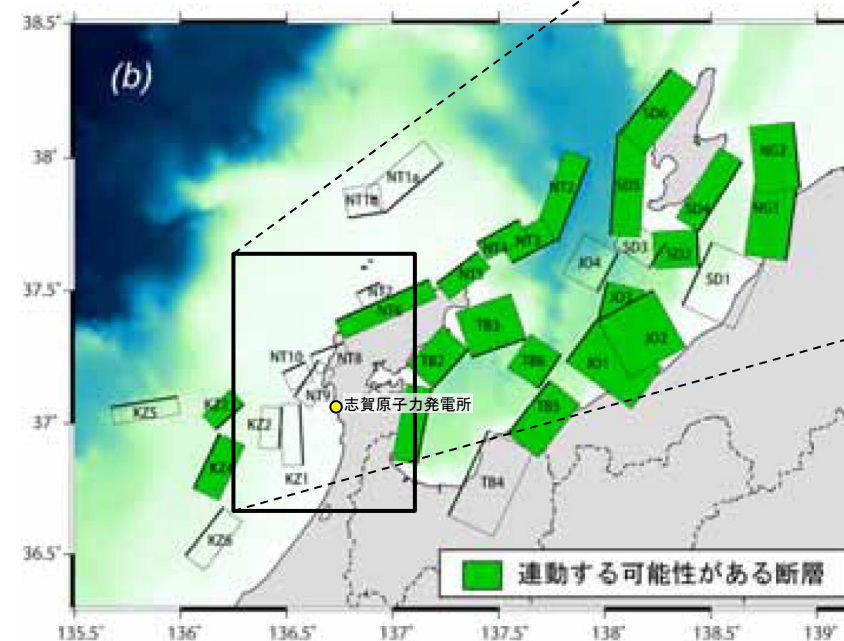 38.5°
(b)
SD6
38°
NT1a
NG2
NT1b
NT2
SD5
SD4
NG1
NT4
NT3
SD3
SD2
JO4
SD1
37.5°
NT5
NT7
NT6
JO3
TB3
JO2
NT8
NT10
TB2
TB6
JO1
NT9
志賀原子力発電所
KZ5
TB5
37°
KZ2
KZ1
TB4
KZ6
36.5°
連動する可能性がある断層
135.5°
136°
136.5°
137°
137.5°
138°
138.5°
139°